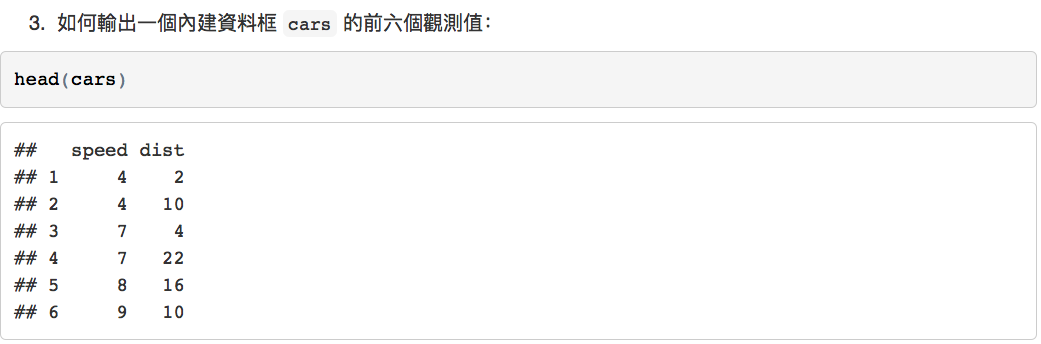 3. 如何輸出一個內建資料框 cars 的前六個觀測值：
head(cars)
##   speed dist
## 1     4    2
## 2     4   10
## 3     7    4
## 4     7   22
## 5     8   16
## 6     9   10